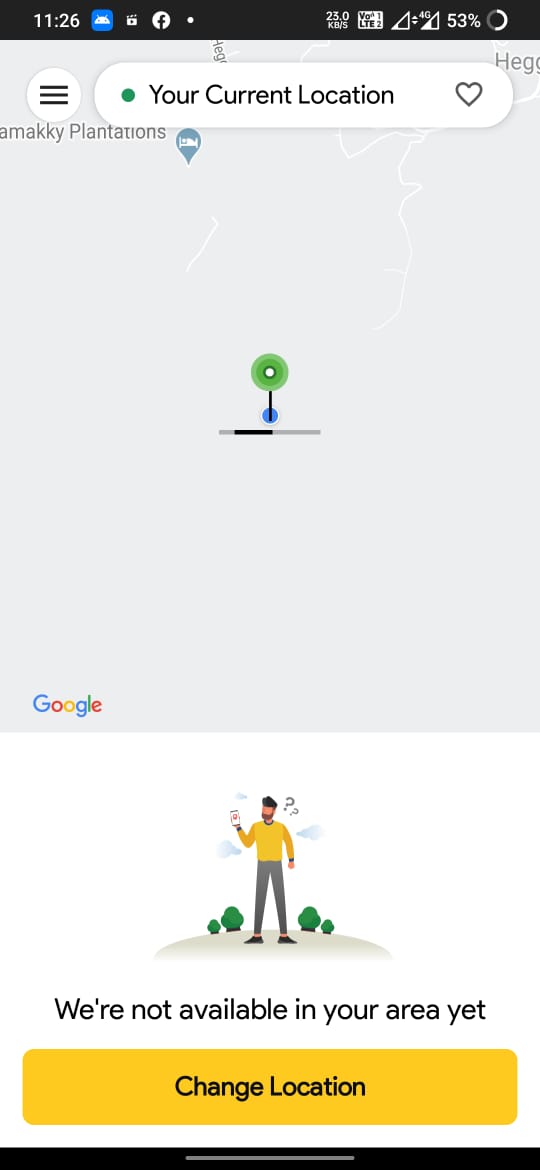 11:26
23.0
KB/S
Vo 1
LTE 2
4G
53%
Your Current Location
Hegg
amakky Plantations
Google
??
We're not available in your area yet
Change Location